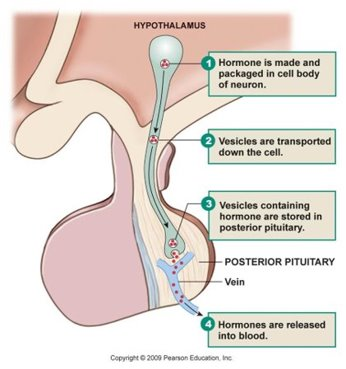 HYPOTHALAMUS
1 Hormone is made and
packaged in cell body
of neuron.
2 Vesicles are transported
down the cell.
3 Vesicles containing
hormone are stored in
posterior pituitary.
POSTERIOR PITUITARY
Vein
4 Hormones are released
into blood.
Copyright © 2009 Pearson Education, Inc.